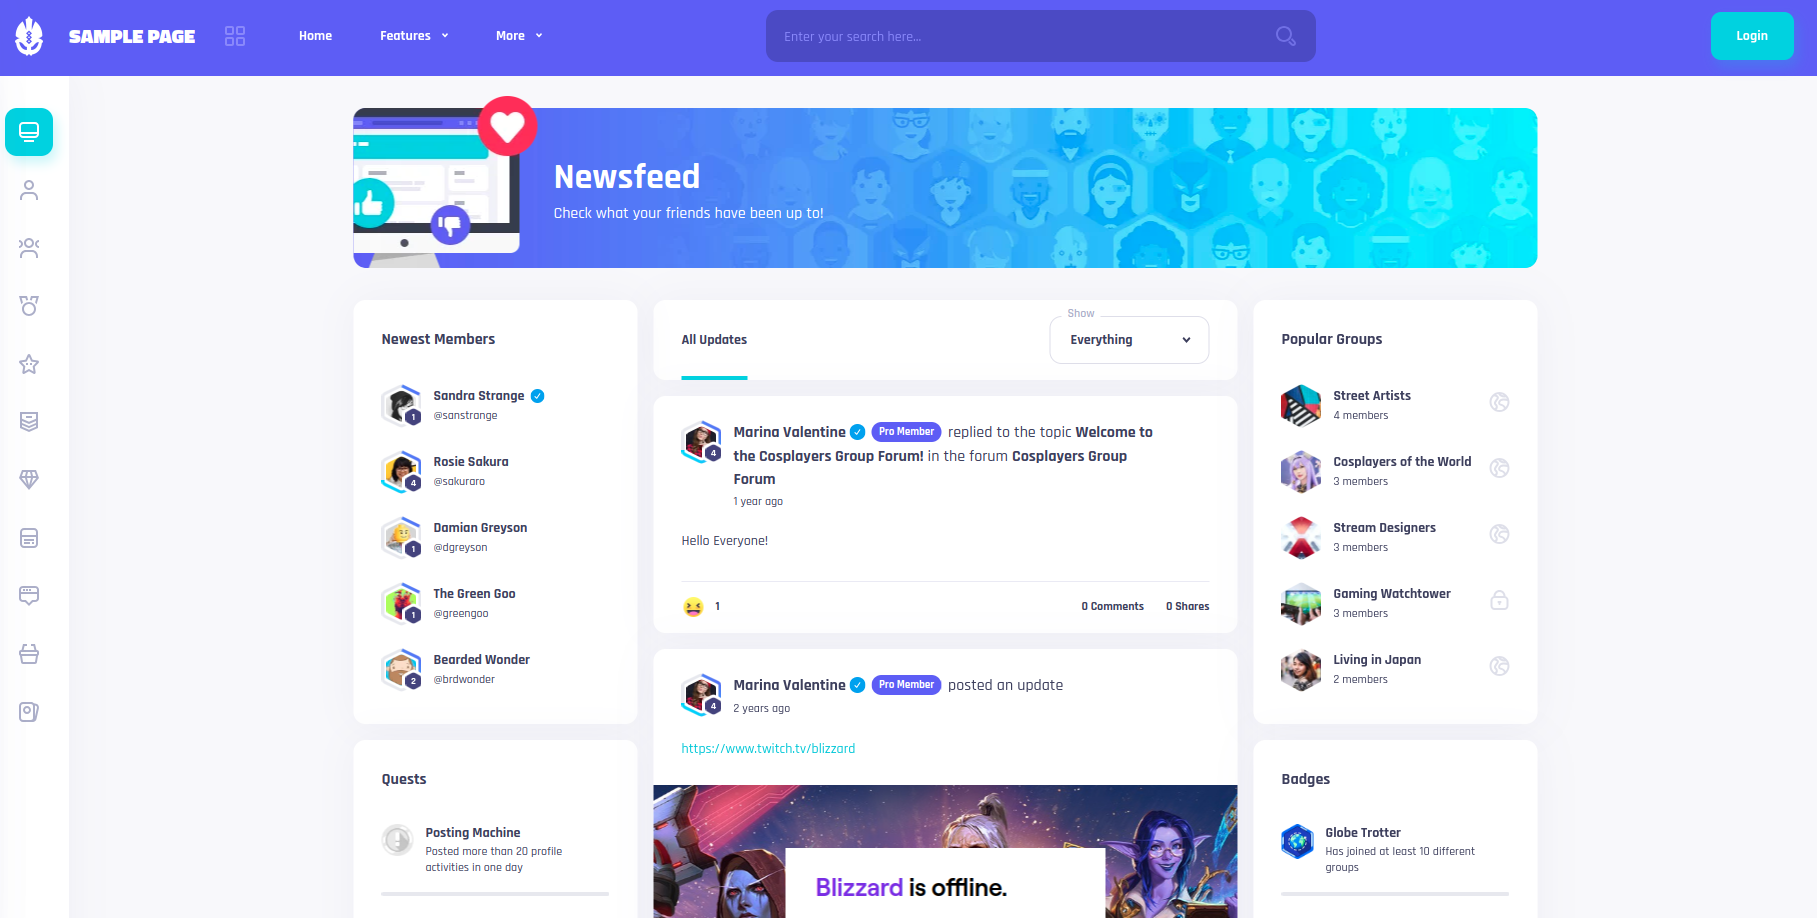 SAMPLE PAGE
Home
Features
More
Enter your search here...
Login
Newsfeed
Check what your friends have been up to!
Newest Members
Sandra Strange
@sanstrange
1
Rosie Sakura
@sakuraro
4
Damian Greyson
@dgreyson
1
The Green Goo
@greengoo
1
Bearded Wonder
@brdwonder
2
Quests
Posting Machine
Posted more than 20 profile
activities in one day
All Updates
Show
Everything
Marina Valentine Pro Member replied to the topic Welcome to
the Cosplayers Group Forum! in the forum Cosplayers Group
Forum
4
1 year ago
Hello Everyone!
1
0 Comments
0 Shares
Marina Valentine Pro Member posted an update
4
2 years ago
https://www.twitch.tv/blizzard
Blizzard is offline.
Popular Groups
Street Artists
4 members
Cosplayers of the World
3 members
Stream Designers
3 members
Gaming Watchtower
3 members
Living in Japan
2 members
Badges
Globe Trotter
Has joined at least 10 different
groups